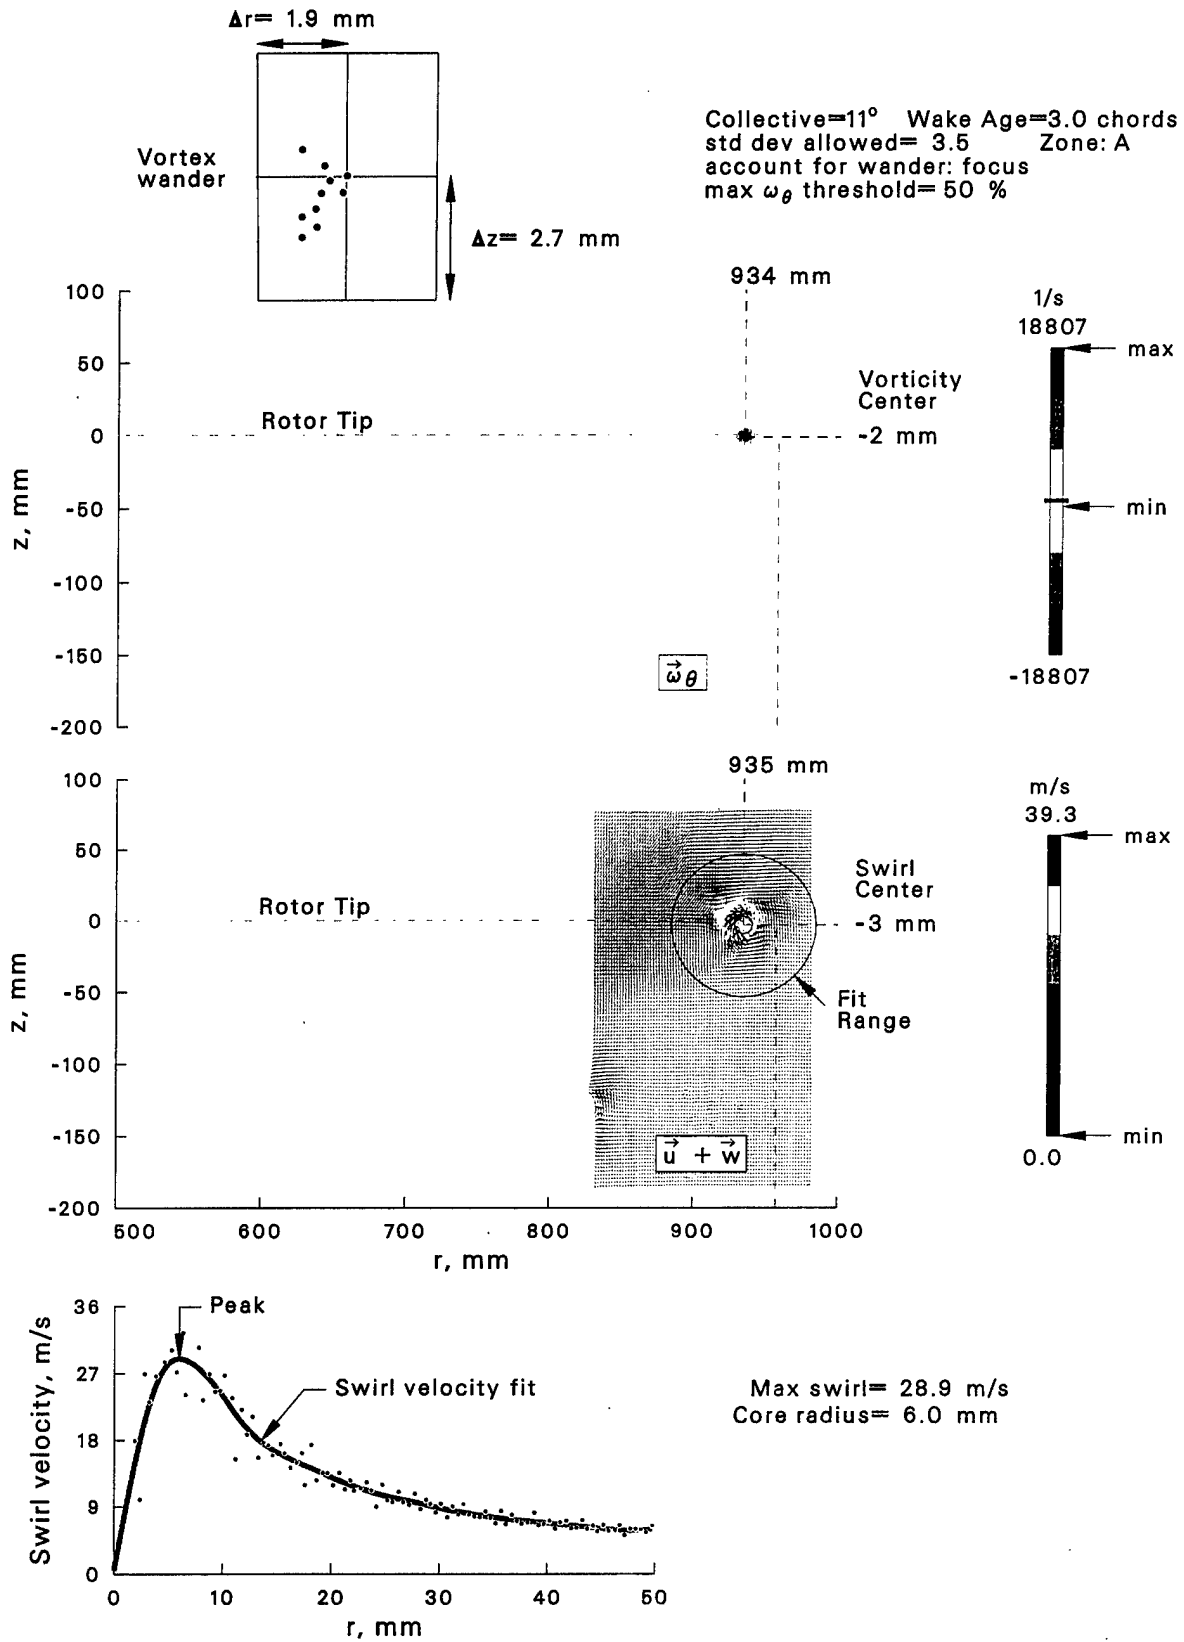 Δr= 1.9 mm
Vortex
wander
Δz= 2.7 mm
Collective=11° Wake Age=3.0 chords
std dev allowed= 3.5 Zone: A
account for wander: focus
max ωθ threshold= 50 %
934 mm
100
50
0
-50
-100
-150
-200
z, mm
Rotor Tip
Vorticity
Center
-2 mm
ω⃗θ
1/s
18807
max
min
-18807
935 mm
100
50
0
-50
-100
-150
-200
z, mm
Rotor Tip
Swirl
Center
-3 mm
Fit
Range
u⃗ + w⃗
m/s
39.3
max
min
0.0
500 600 700 800 900 1000
r, mm
36
27
18
9
0
Swirl velocity, m/s
Peak
Swirl velocity fit
Max swirl= 28.9 m/s
Core radius= 6.0 mm
0 10 20 30 40 50
r, mm